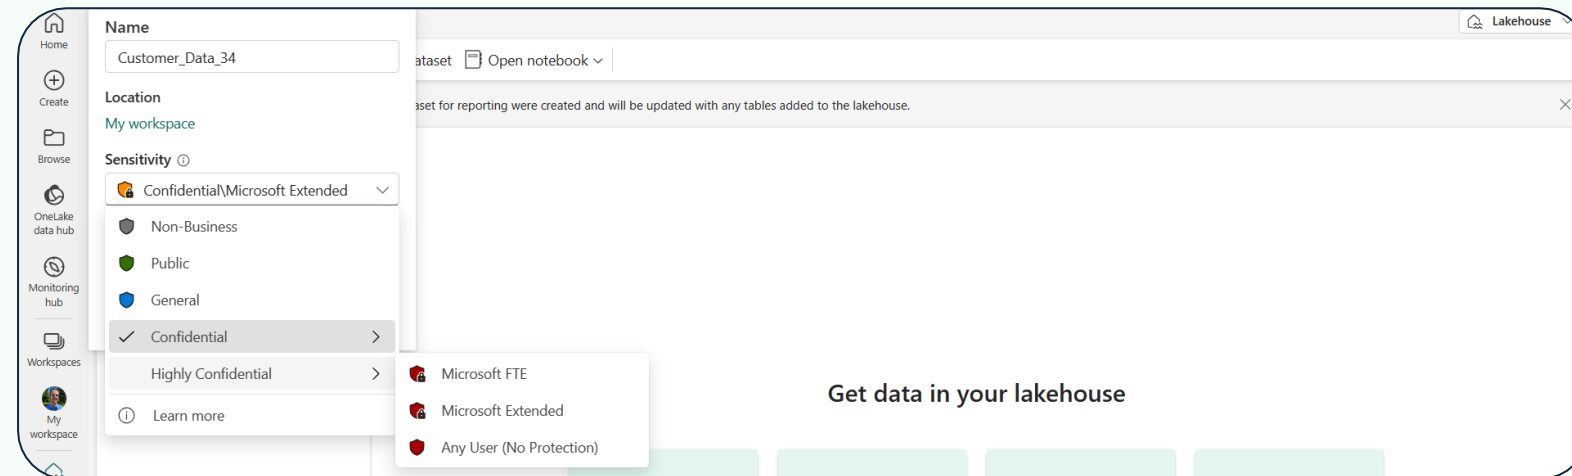 Home
Create
Browse
OneLake
data hub
Monitoring
hub
Workspaces
My
workspace
Name
Customer_Data_34
Location
My workspace
Sensitivity
Confidential\Microsoft Extended
Non-Business
Public
General
Confidential
Highly Confidential
Learn more
Microsoft FTE
Microsoft Extended
Any User (No Protection)
Lakehouse
ataset
Open notebook
aset for reporting were created and will be updated with any tables added to the lakehouse.
Get data in your lakehouse